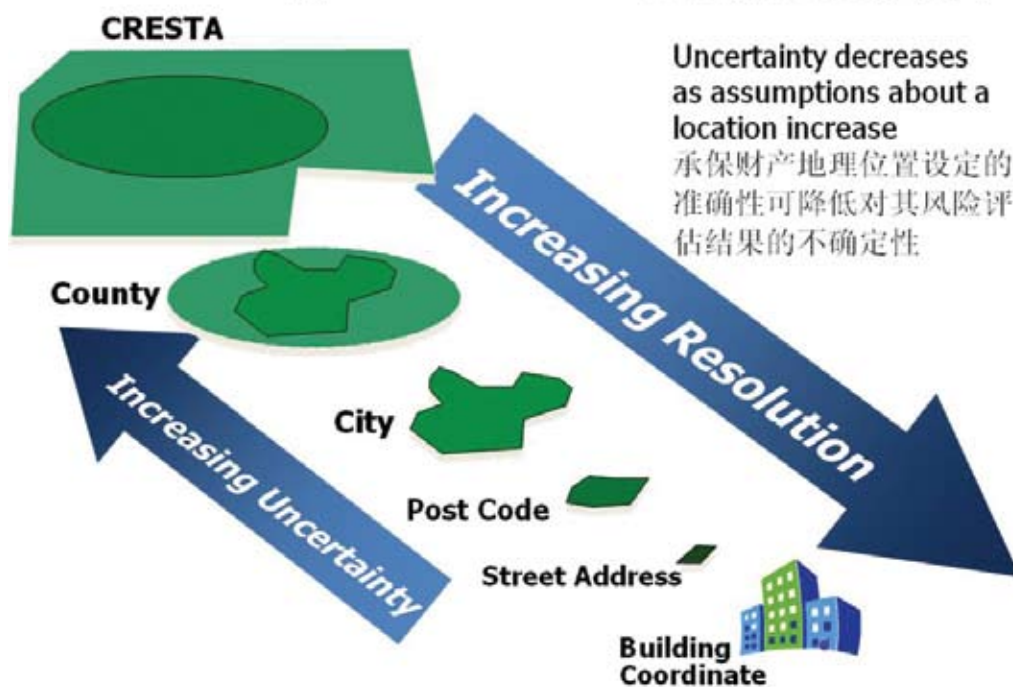 CRESTA
Uncertainty decreases
as assumptions about a
location increase
承保财产地理位置设定的
准确性可降低对其风险评
估结果的不确定性
Increasing Resolution
County
Increasing Uncertainty
City
Post Code
Street Address
Building
Coordinate